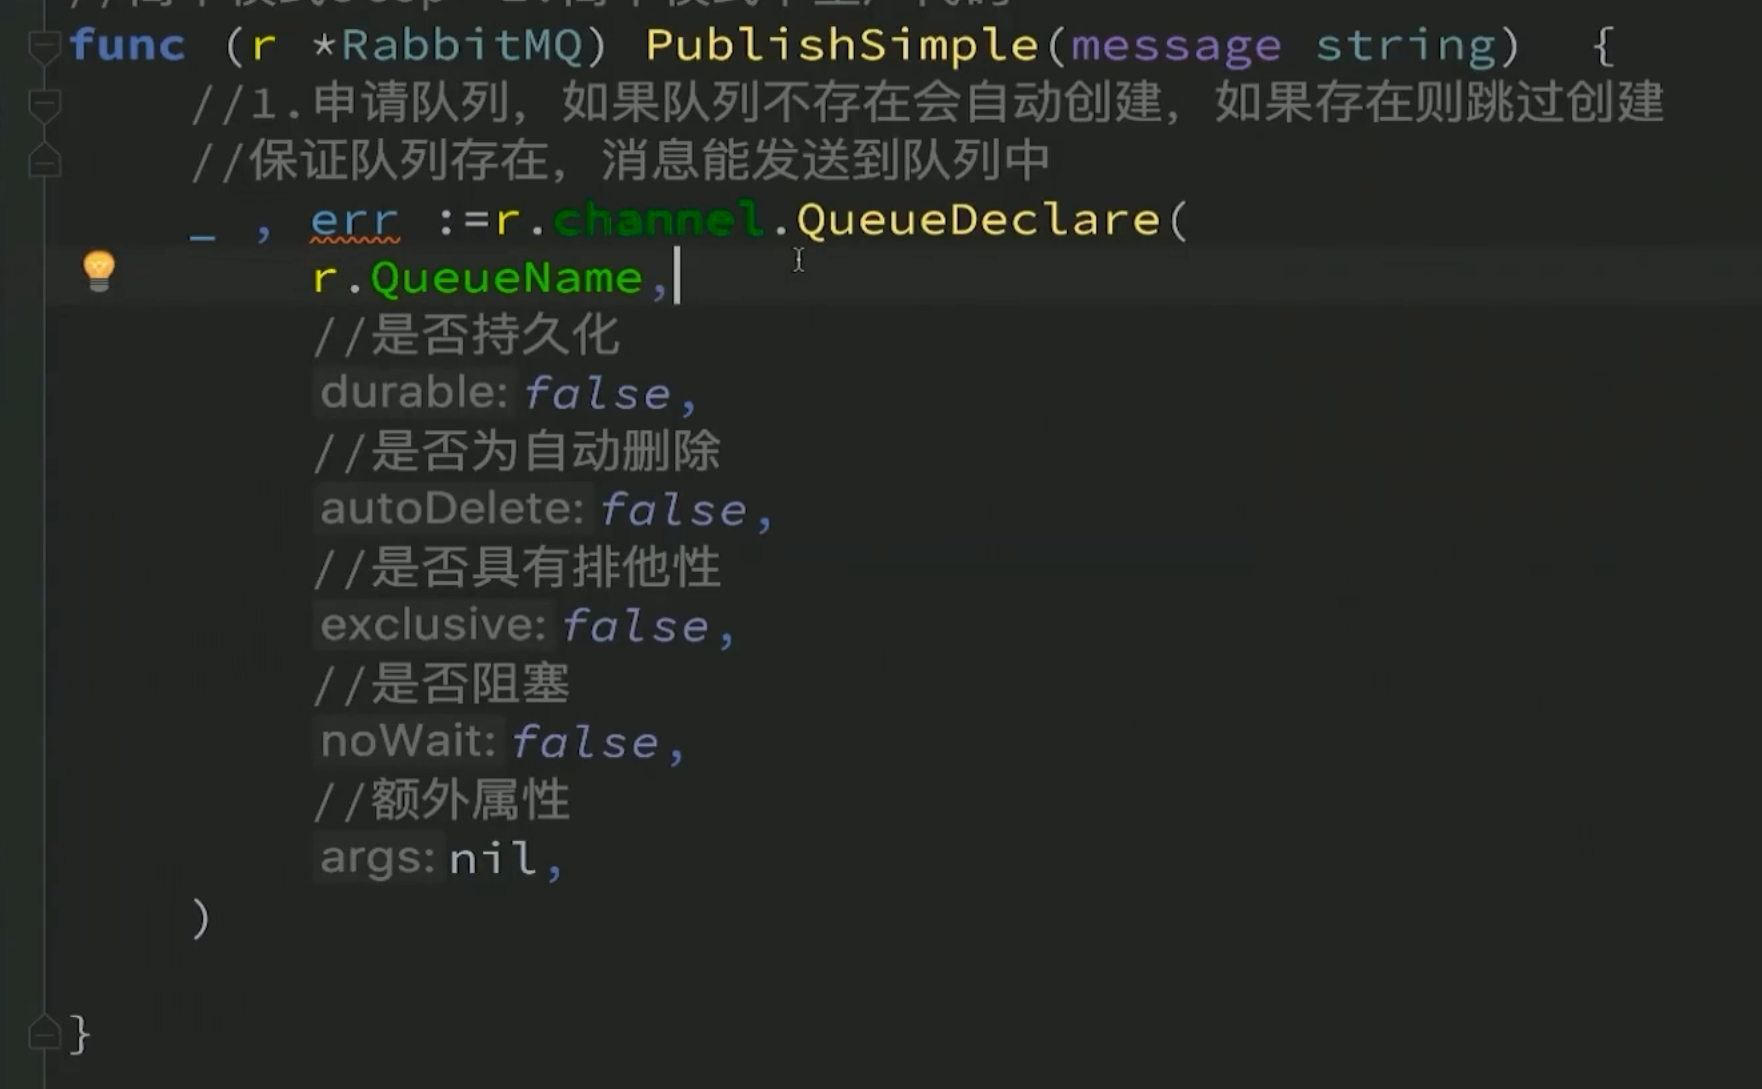 func (r *RabbitMQ) PublishSimple(message string)  {
//1.申请队列，如果队列不存在会自动创建，如果存在则跳过创建
//保证队列存在，消息能发送到队列中
_ , err :=r.channel.QueueDeclare(
r.QueueName,
//是否持久化
durable: false,
//是否为自动删除
autoDelete: false,
//是否具有排他性
exclusive: false,
//是否阻塞
noWait: false,
//额外属性
args: nil,
)
}